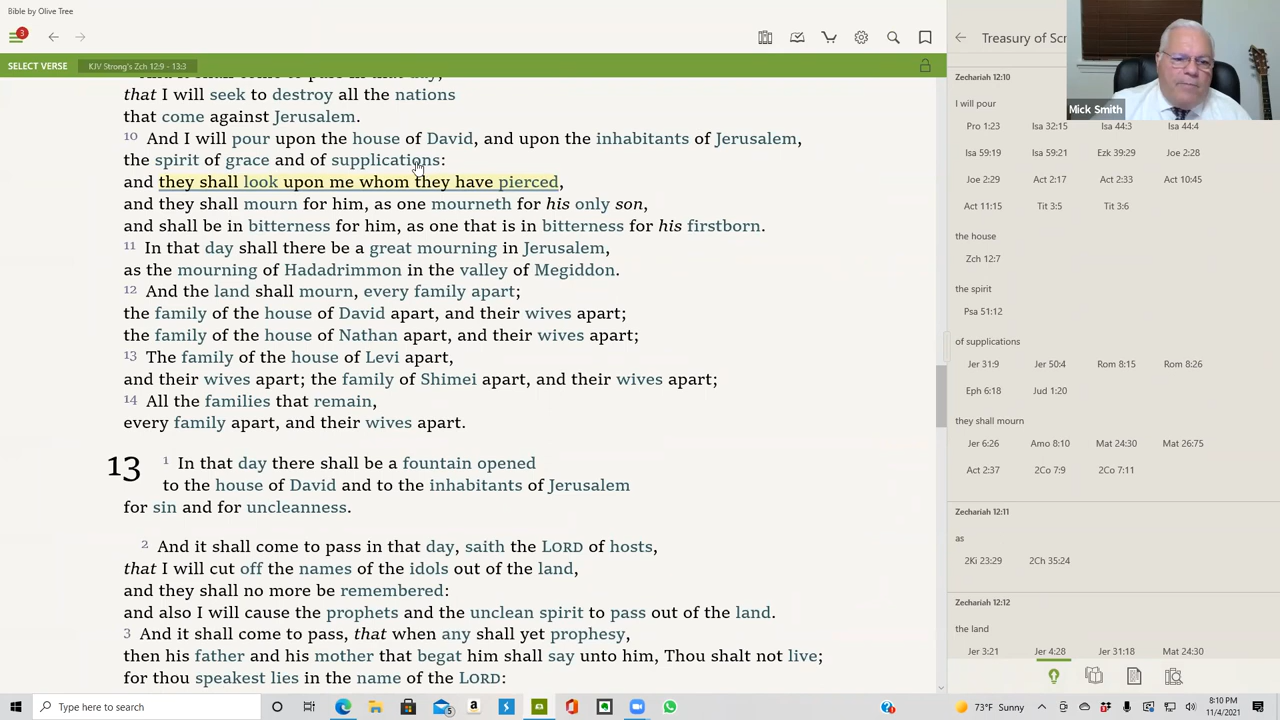 Bible by Olive Tree
3
SELECT VERSE
KJV Strong's Zch 12:9 - 13:3
that I will seek to destroy all the nations
that come against Jerusalem.
10 And I will pour upon the house of David, and upon the inhabitants of Jerusalem,
the spirit of grace and of supplications:
and they shall look upon me whom they have pierced,
and they shall mourn for him, as one mourneth for his only son,
and shall be in bitterness for him, as one that is in bitterness for his firstborn.
11 In that day shall there be a great mourning in Jerusalem,
as the mourning of Hadadrimmon in the valley of Megiddon.
12 And the land shall mourn, every family apart;
the family of the house of David apart, and their wives apart;
the family of the house of Nathan apart, and their wives apart;
13 The family of the house of Levi apart,
and their wives apart; the family of Shimei apart, and their wives apart;
14 All the families that remain,
every family apart, and their wives apart.
13 1 In that day there shall be a fountain opened
to the house of David and to the inhabitants of Jerusalem
for sin and for uncleanness.
2 And it shall come to pass in that day, saith the LORD of hosts,
that I will cut off the names of the idols out of the land,
and they shall no more be remembered:
and also I will cause the prophets and the unclean spirit to pass out of the land.
3 And it shall come to pass, that when any shall yet prophesy,
then his father and his mother that begat him shall say unto him, Thou shalt not live;
for thou speakest lies in the name of the LORD:
Treasury of Scr
Mick Smith
Zechariah 12:10
I will pour
Pro 1:23 Isa 32:15 Isa 44:3 Isa 44:4
Isa 59:19 Isa 59:21 Ezk 39:29 Joe 2:28
Joe 2:29 Act 2:17 Act 2:33 Act 10:45
Act 11:15 Tit 3:5 Tit 3:6
the house
Zch 12:7
the spirit
Psa 51:12
of supplications
Jer 31:9 Jer 50:4 Rom 8:15 Rom 8:26
Eph 6:18 Jud 1:20
they shall mourn
Jer 6:26 Amo 8:10 Mat 24:30 Mat 26:75
Act 2:37 2Co 7:9 2Co 7:11
Zechariah 12:11
as
2Ki 23:29 2Ch 35:24
Zechariah 12:12
the land
Jer 3:21 Jer 4:28 Jer 31:18 Mat 24:30
Type here to search
73°F Sunny
8:10 PM
11/4/2021